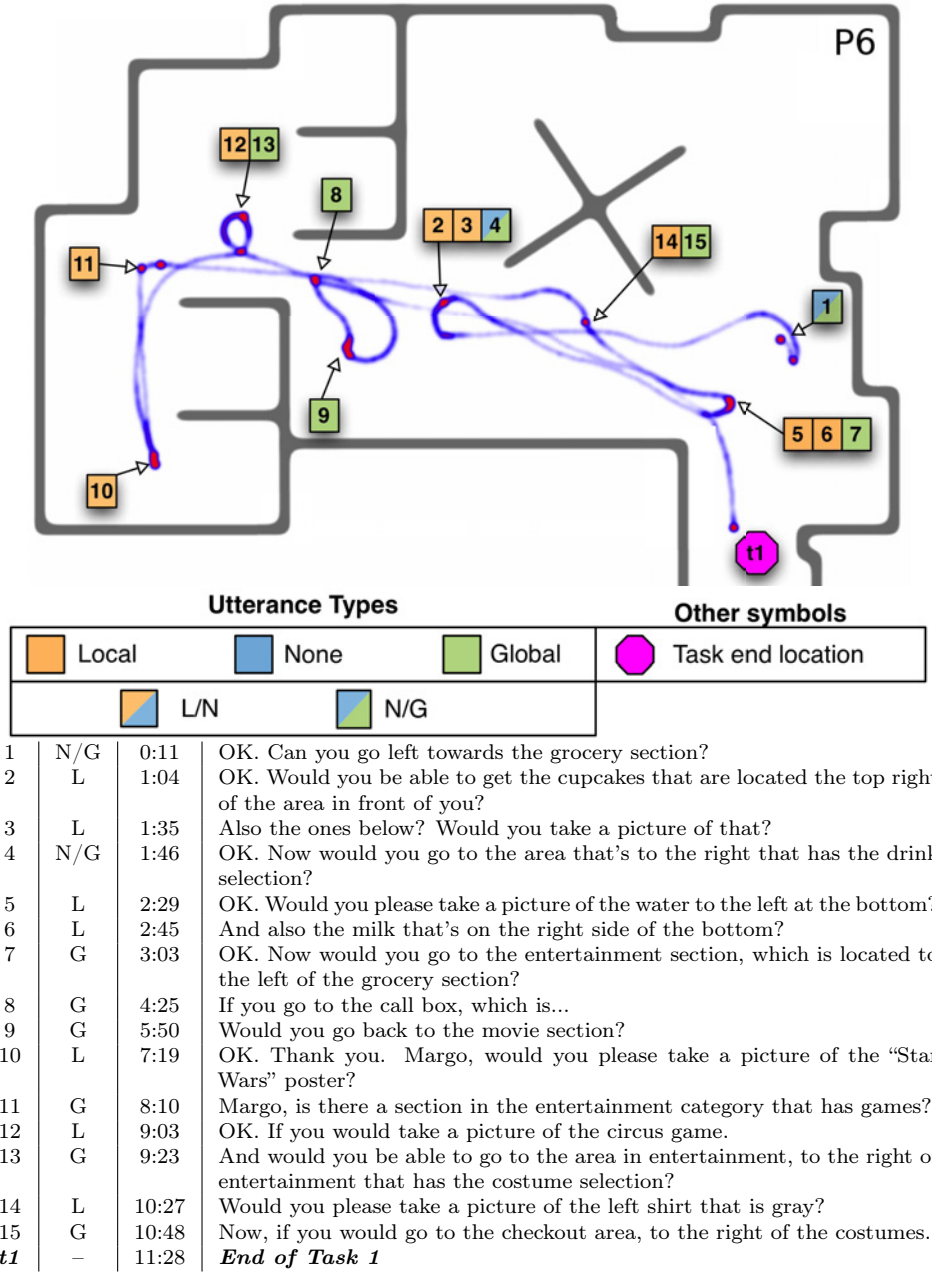 P6
12 13
8
2 3 4
14 15
11
1
9
5 6 7
10
t1
Utterance Types
Other symbols
Local None Global Task end location
L/N N/G
1 N/G 0:11 OK. Can you go left towards the grocery section?
2 L 1:04 OK. Would you be able to get the cupcakes that are located the top right
of the area in front of you?
3 L 1:35 Also the ones below? Would you take a picture of that?
4 N/G 1:46 OK. Now would you go to the area that's to the right that has the drink
selection?
5 L 2:29 OK. Would you please take a picture of the water to the left at the bottom?
6 L 2:45 And also the milk that's on the right side of the bottom?
7 G 3:03 OK. Now would you go to the entertainment section, which is located to
the left of the grocery section?
8 G 4:25 If you go to the call box, which is...
9 G 5:50 Would you go back to the movie section?
10 L 7:19 OK. Thank you. Margo, would you please take a picture of the “Star
Wars” poster?
11 G 8:10 Margo, is there a section in the entertainment category that has games?
12 L 9:03 OK. If you would take a picture of the circus game.
13 G 9:23 And would you be able to go to the area in entertainment, to the right o
entertainment that has the costume selection?
14 L 10:27 Would you please take a picture of the left shirt that is gray?
15 G 10:48 Now, if you would go to the checkout area, to the right of the costumes.
t1 – 11:28 End of Task 1